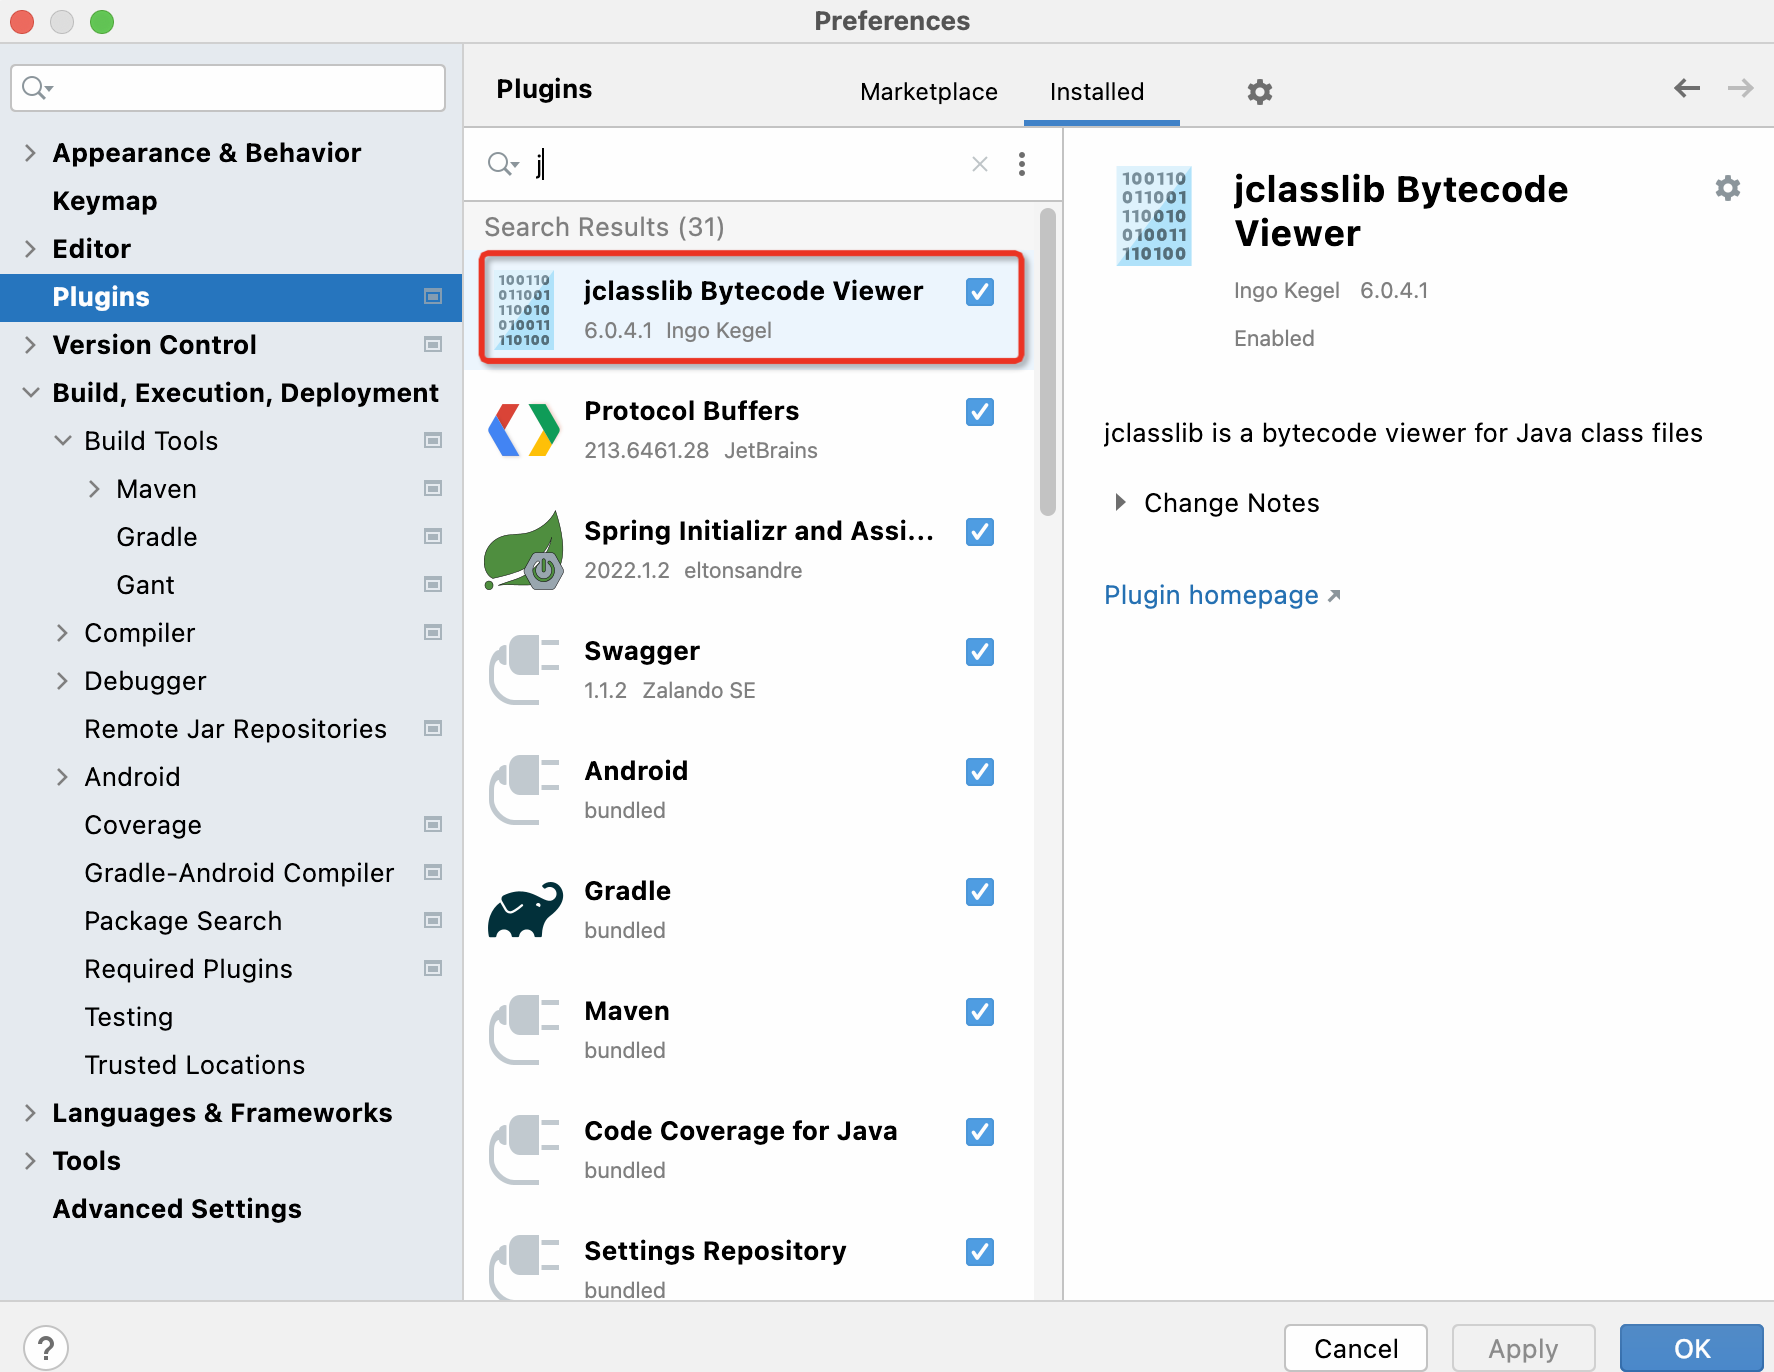 Preferences
Appearance & Behavior
Keymap
Editor
Plugins
Version Control
Build, Execution, Deployment
Build Tools
Maven
Gradle
Gant
Compiler
Debugger
Remote Jar Repositories
Android
Coverage
Gradle-Android Compiler
Package Search
Required Plugins
Testing
Trusted Locations
Languages & Frameworks
Tools
Advanced Settings
Plugins
Marketplace
Installed
j
Search Results (31)
100110
011001
110010
010011
110100
jclasslib Bytecode Viewer
6.0.4.1 Ingo Kegel
Protocol Buffers
213.6461.28 JetBrains
Spring Initializr and Assi...
2022.1.2 eltonsandre
Swagger
1.1.2 Zalando SE
Android
bundled
Gradle
bundled
Maven
bundled
Code Coverage for Java
bundled
Settings Repository
bundled
100110
011001
110010
010011
110100
jclasslib Bytecode
Viewer
Ingo Kegel 6.0.4.1
Enabled
jclasslib is a bytecode viewer for Java class files
Change Notes
Plugin homepage
?
Cancel
Apply
OK